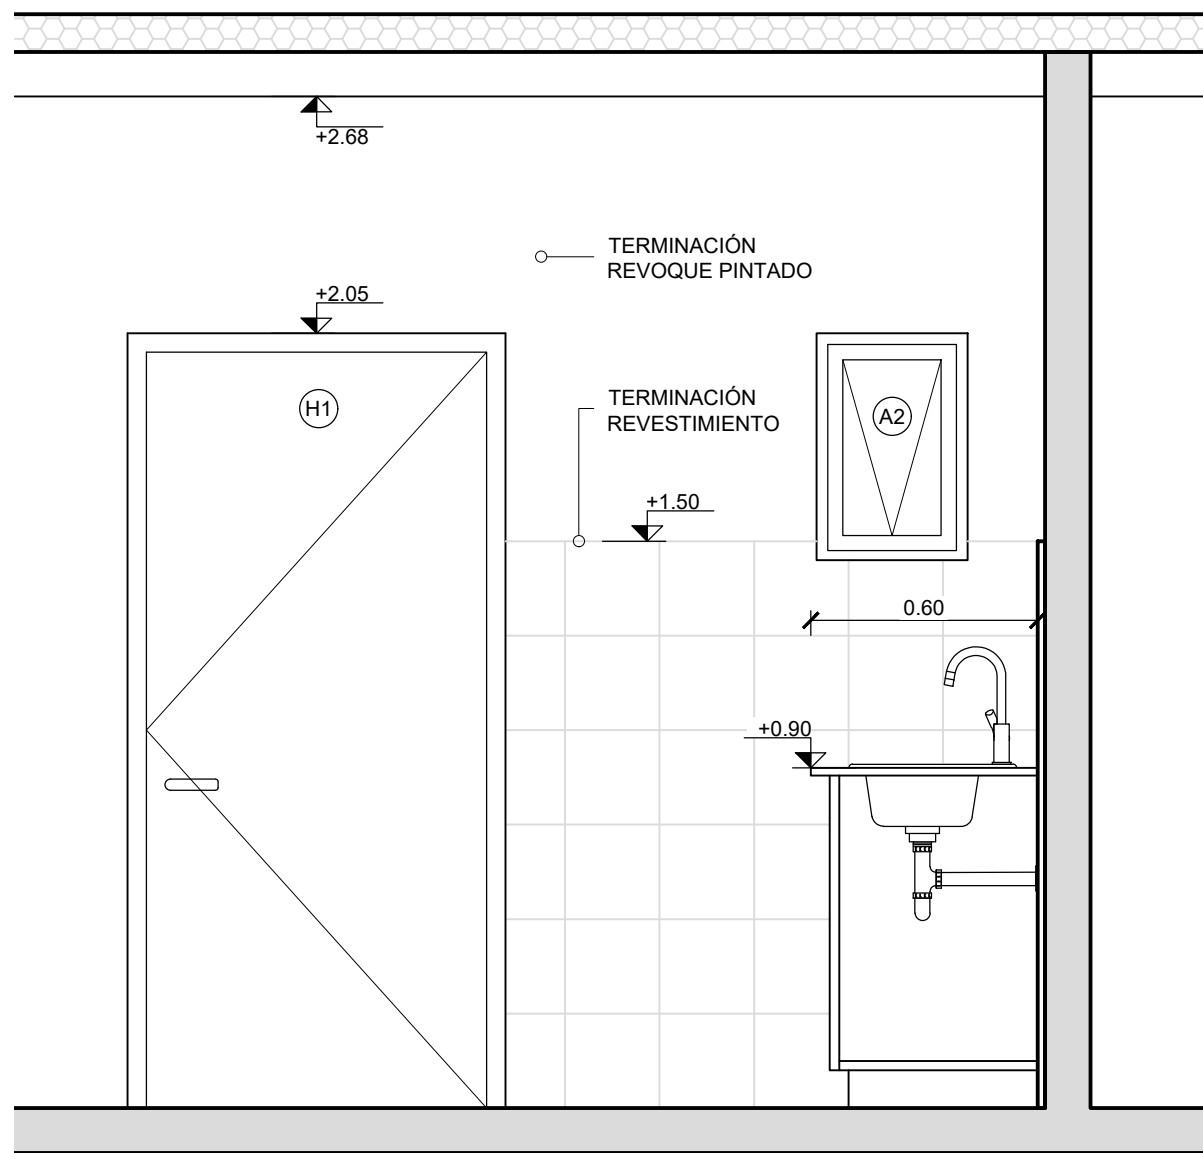 +2.68
TERMINACIÓN
REVOQUE PINTADO
+2.05
H1
TERMINACIÓN
REVESTIMIENTO
A2
+1.50
0.60
+0.90